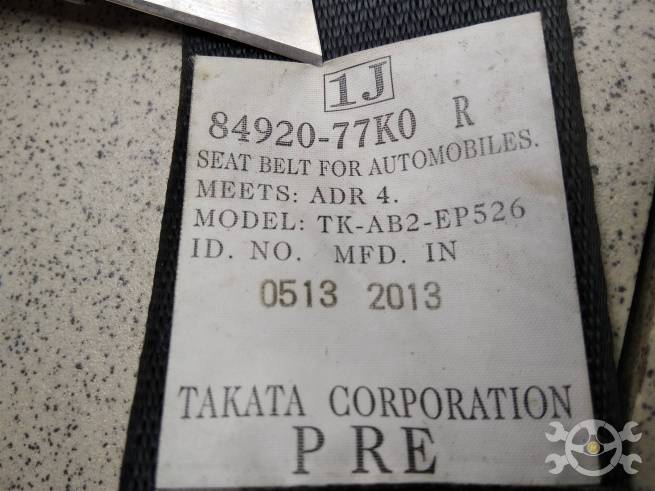 1J
84920-77K0 R
SEAT BELT FOR AUTOMOBILES.
MEETS: ADR 4.
MODEL: TK-AB2-EP526
ID. NO. MFD. IN
0513 2013
TAKATA CORPORATION
PRE